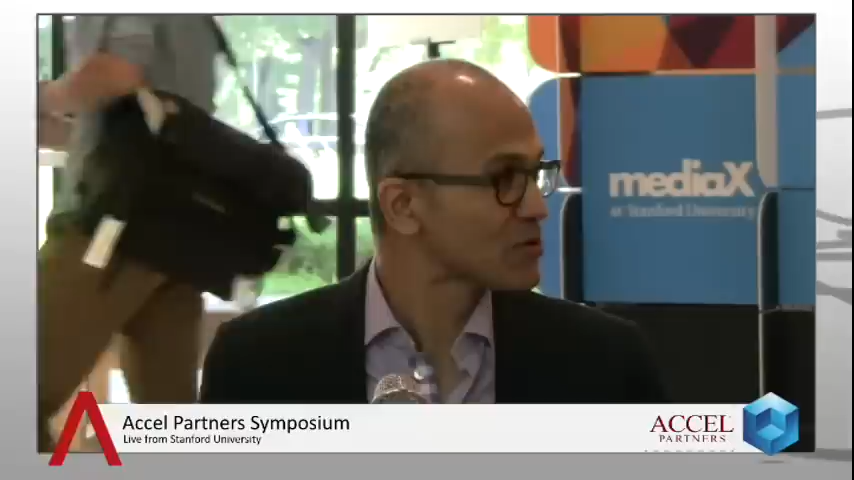 mediaX
at Stanford University
Accel Partners Symposium
Live from Stanford University
ACCEL
PARTNERS